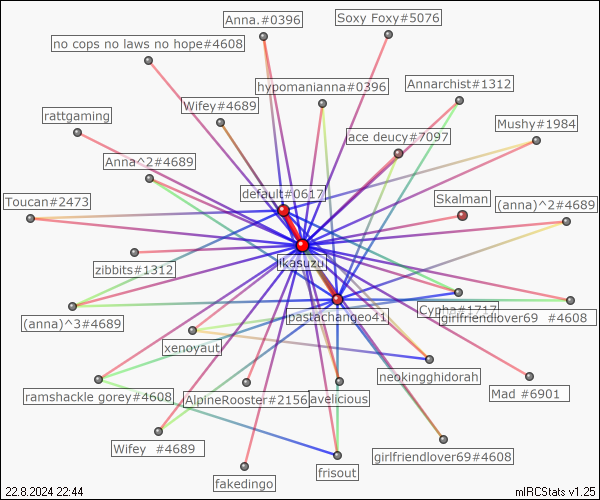 Anna.#0396
Soxy Foxy#5076
no cops no laws no hope#4608
hypomanianna#0396
Annarchist#1312
Wifey#4689
rattgaming
Mushy#1984
ace deucy#7097
Anna^2#4689
default#0617
Toucan#2473
Skalman
(anna)^2#4689
ikasuzu
zibbits#1312
Cypha#1717
(anna)^3#4689
pastachangeo41
girlfriendlover69 #4608
xenoyaut
neokingghidorah
ramshackle gorey#4608
AlpineRooster#2156
avelicious
Mad #6901
Wifey #4689
girlfriendlover69#4608
frisout
fakedingo
22.8.2024 22:44
mIRCStats v1.25